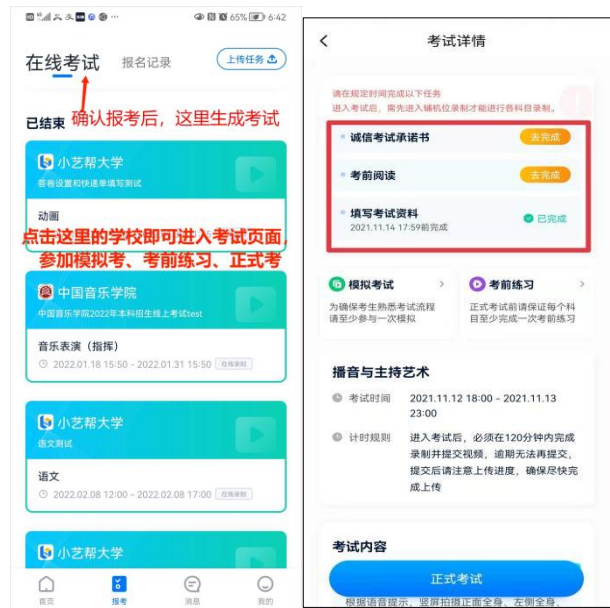 65% 6:42
在线考试 报名记录 上传任务
已结束 确认报考后，这里生成考试
小艺帮大学
答卷设置和快递单填写测试
动画
点击这里的学校即可进入考试页面，
参加模拟考、考前练习、正式考
中国音乐学院
中国音乐学院2022年本科招生线上考试test
音乐表演（指挥）
2022.01.18 15:50 - 2022.01.31 15:50 在线录制
小艺帮大学
语文测试
语文
2022.02.08 12:00 - 2022.02.08 17:00 在线录制
小艺帮大学
首页 报考 消息 我的
考试详情
请在规定时间完成以下任务
进入考试后，需先进入辅机位录制才能进行各科目录制。
诚信考试承诺书 去完成
考前阅读 去完成
填写考试资料 已完成
2021.11.14 17:59前完成
模拟考试
为确保考生熟悉考试流程
请至少参与一次模拟
考前练习
正式考试前请保证每个科
目至少完成一次考前练习
播音与主持艺术
考试时间 2021.11.12 18:00 - 2021.11.13
23:00
计时规则 进入考试后，必须在120分钟内完成
录制并提交视频，逾期无法再提交，
提交后请注意上传进度，确保尽快完
成上传
考试内容
正式考试
根据语音提示，竖屏拍摄正面全身、左侧全身、